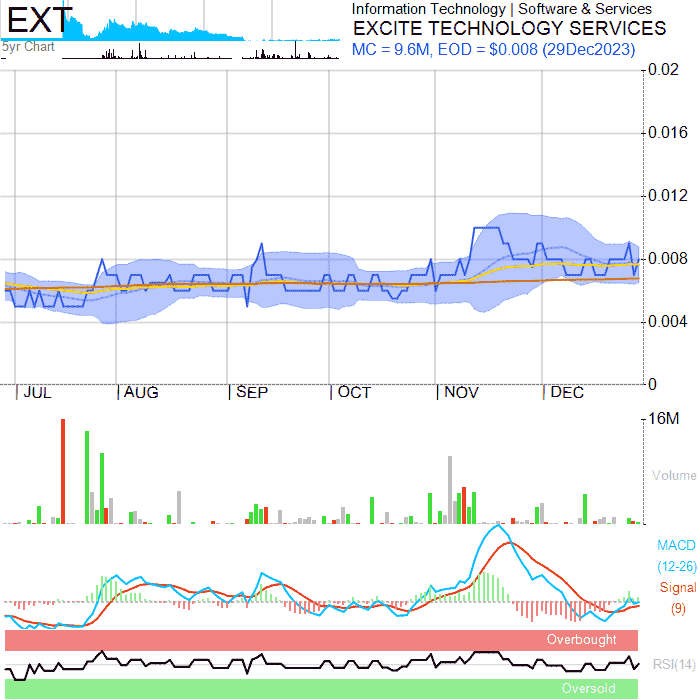 EXT
5yr Chart
Information Technology | Software & Services
EXCITE TECHNOLOGY SERVICES
MC = 9.6M, EOD = $0.008 (29Dec2023)
0.02
0.016
0.012
0.008
0.004
0
JUL AUG SEP OCT NOV DEC
16M
Volume
MACD
(12-26)
Signal
(9)
Overbought
RSI(14)
Oversold